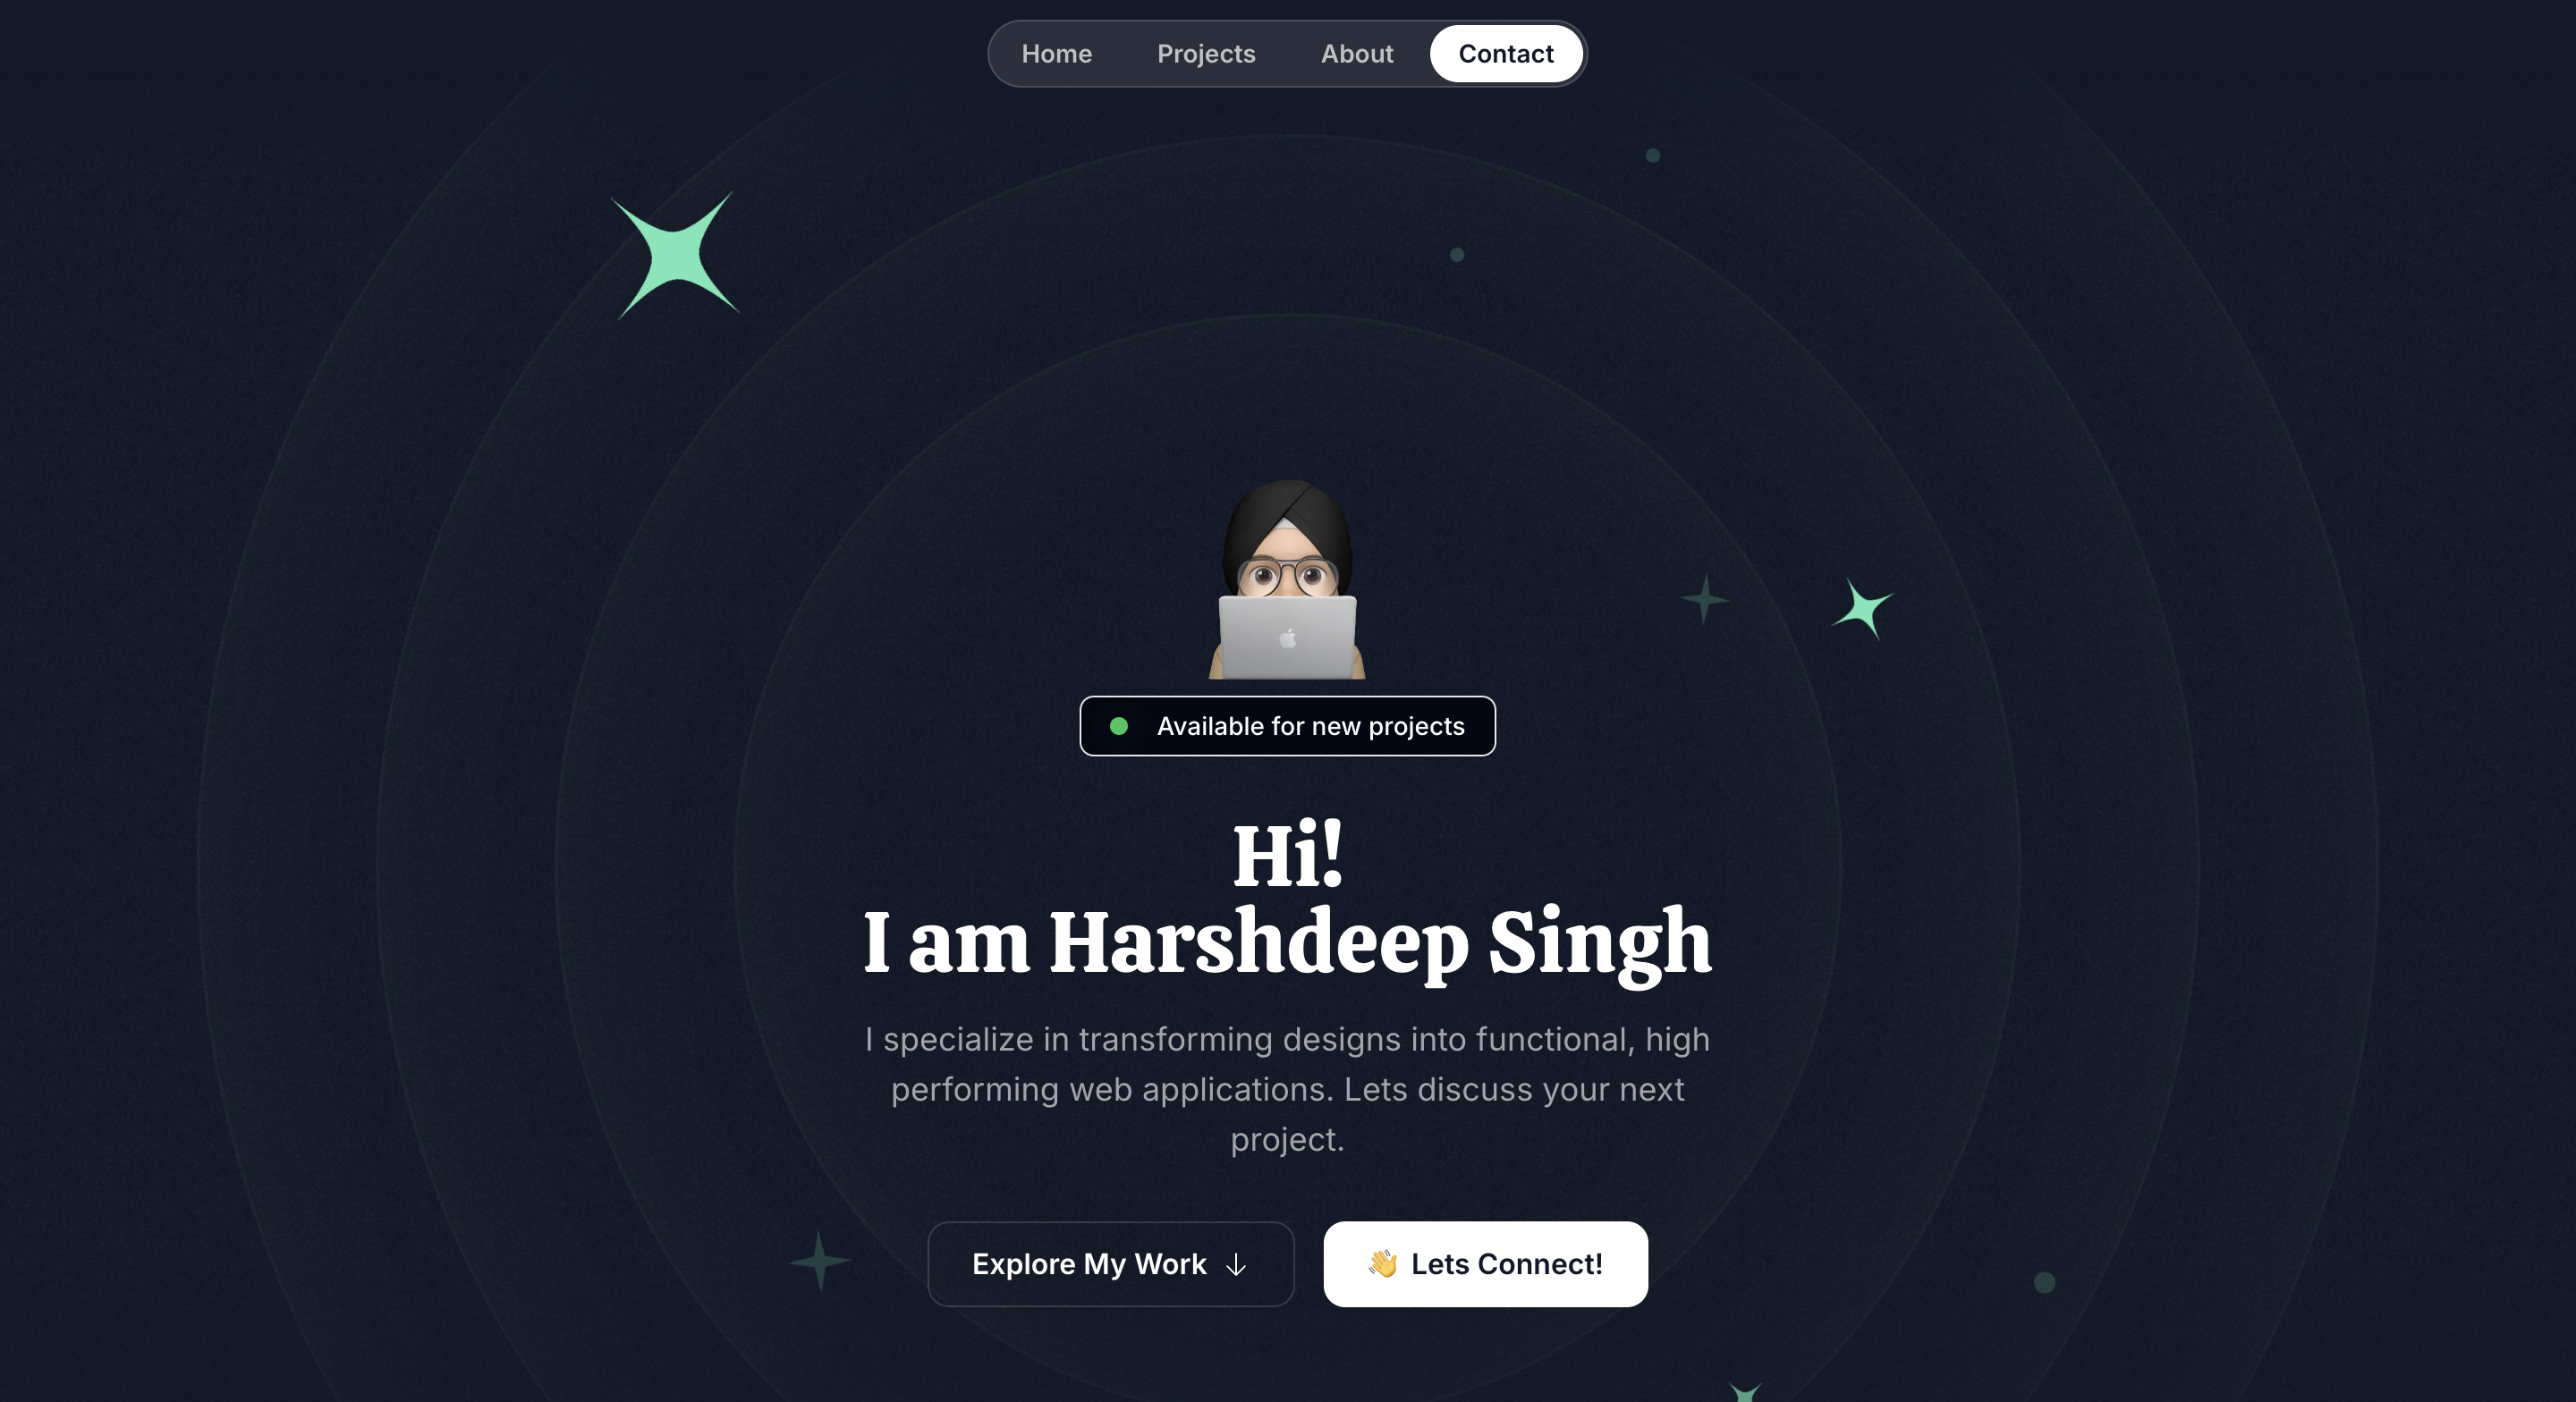 Home Projects About Contact
Available for new projects
Hi!
I am Harshdeep Singh
I specialize in transforming designs into functional, high
performing web applications. Lets discuss your next
project.
Explore My Work ↓ 👋 Lets Connect!